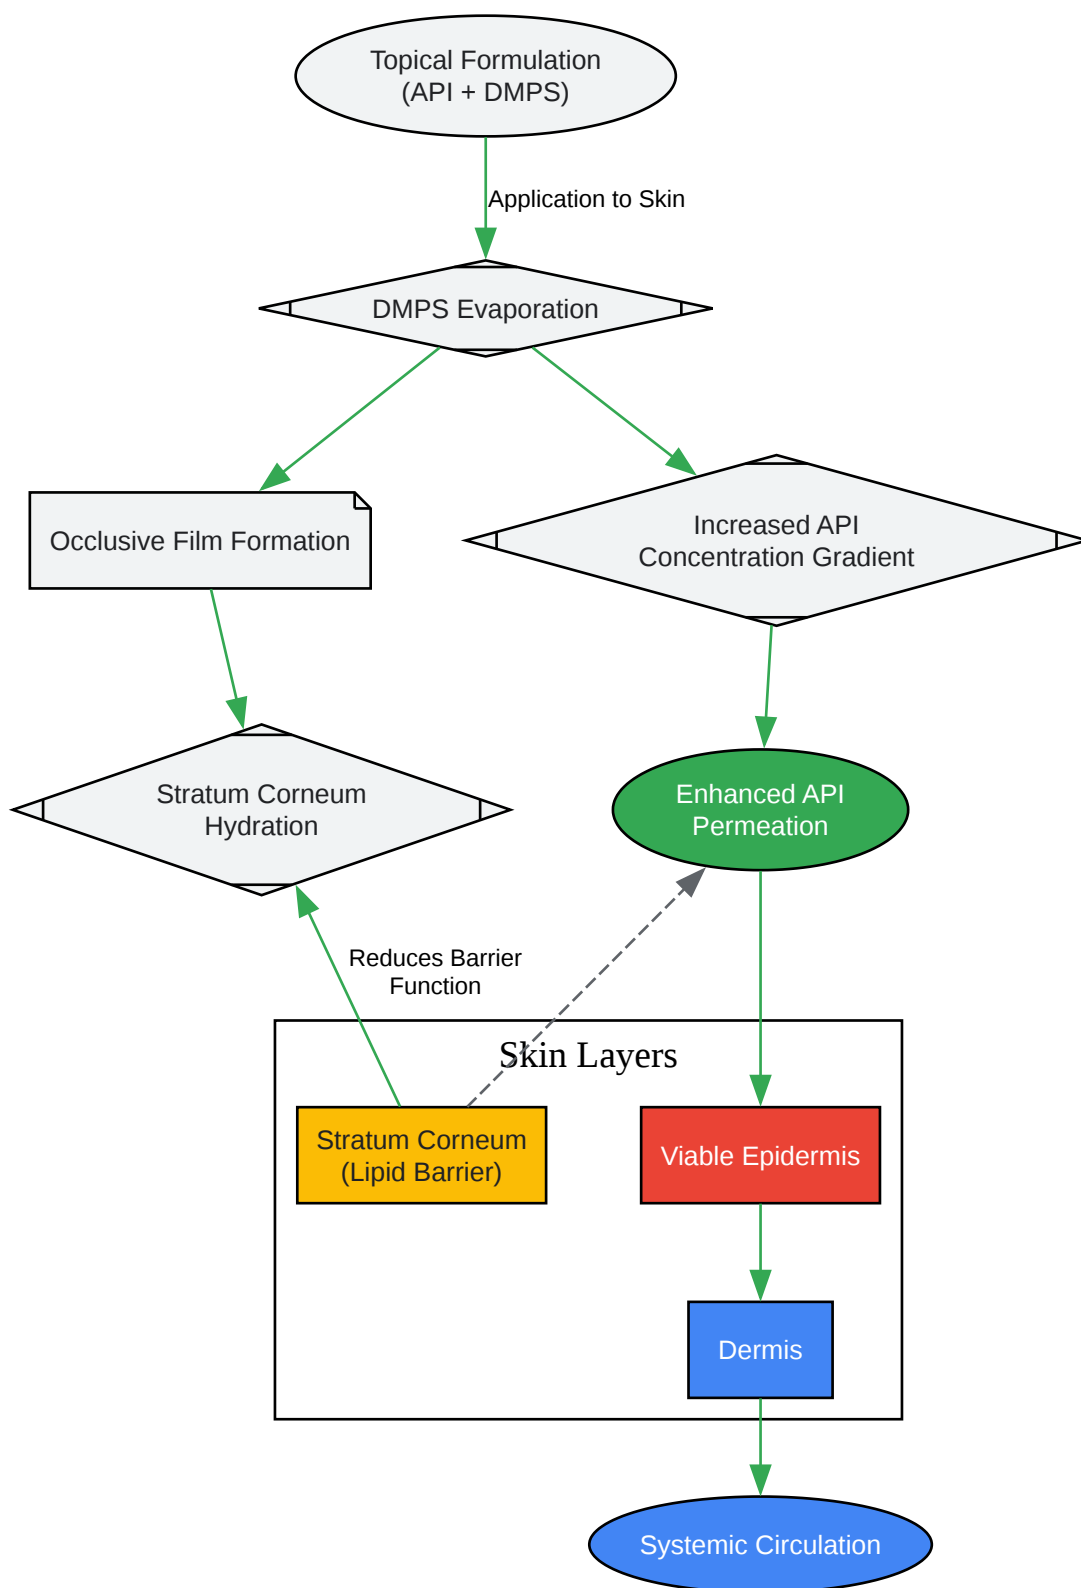 Topical Formulation
(API + DMPS)
Application to Skin
DMPS Evaporation
Occlusive Film Formation
Increased API
Concentration Gradient
Stratum Corneum
Hydration
Enhanced API
Permeation
Reduces Barrier
Function
Skin Layers
Stratum Corneum
(Lipid Barrier)
Viable Epidermis
Dermis
Systemic Circulation